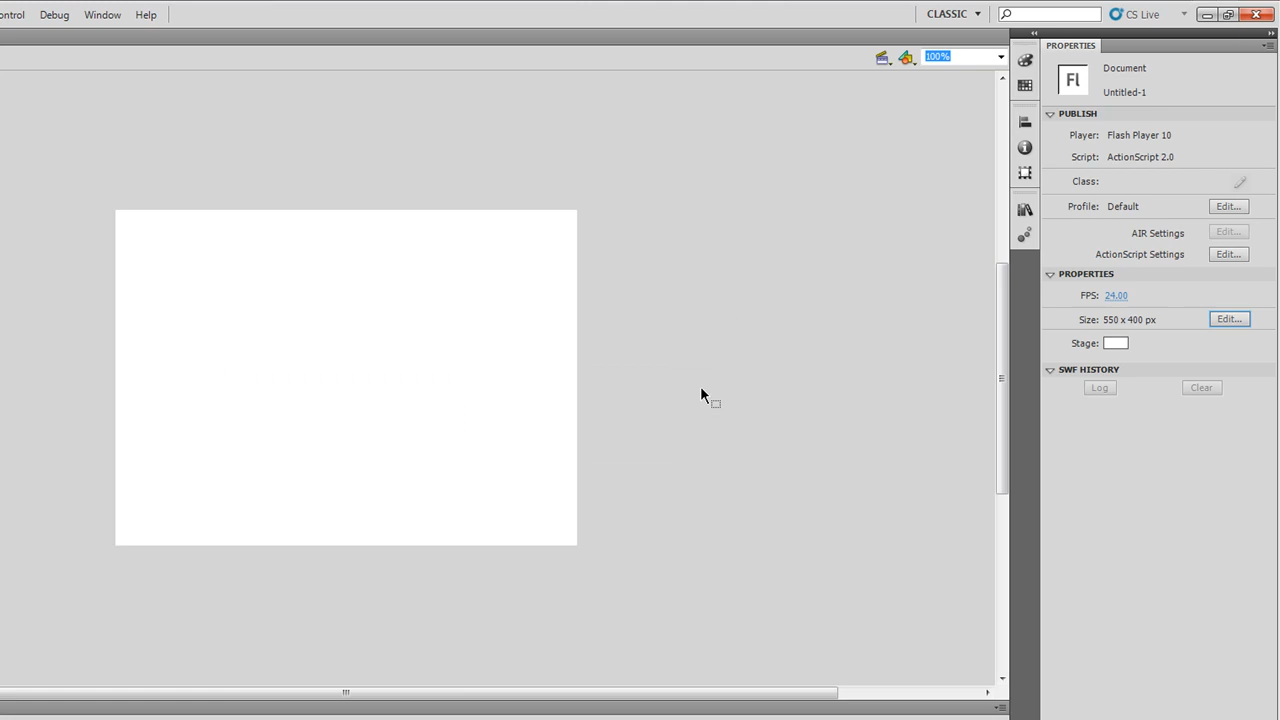 ontrol Debug Window Help CLASSIC CS Live
100%
PROPERTIES
Fl Document
Untitled-1
PUBLISH
Player: Flash Player 10
Script: ActionScript 2.0
Class:
Profile: Default Edit...
AIR Settings Edit...
ActionScript Settings Edit...
PROPERTIES
FPS: 24.00
Size: 550 x 400 px Edit...
Stage:
SWF HISTORY
Log Clear